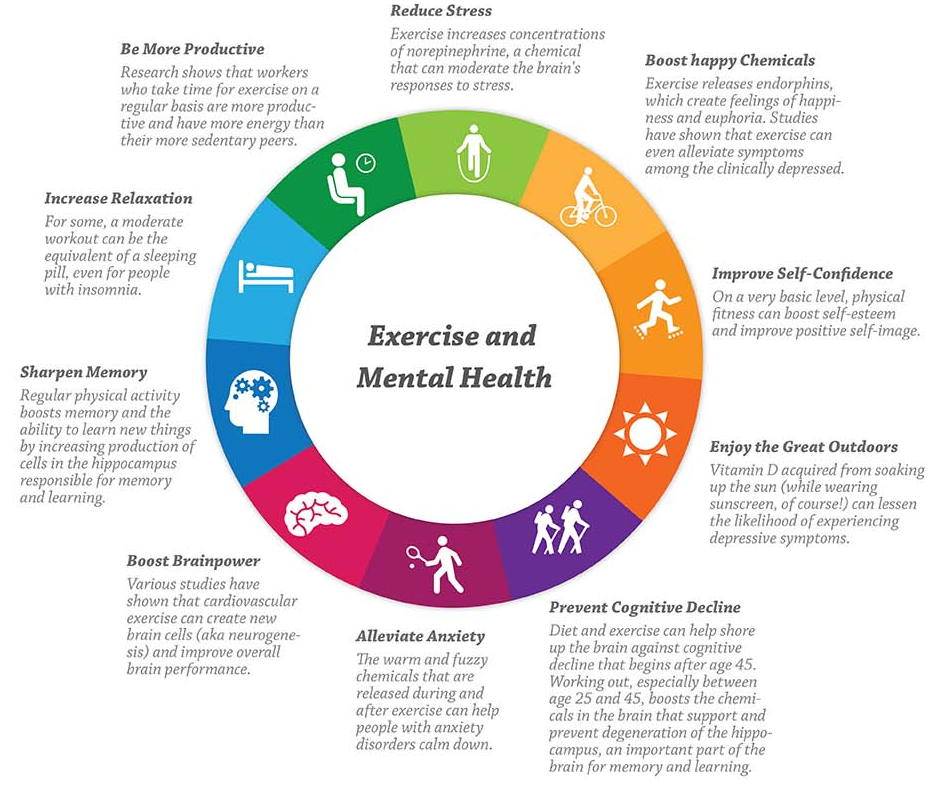 Reduce Stress
Exercise increases concentrations
of norepinephrine, a chemical
that can moderate the brain's
responses to stress.
Boost happy Chemicals
Exercise releases endorphins,
which create feelings of happi-
ness and euphoria. Studies
have shown that exercise can
even alleviate symptoms
among the clinically depressed.
Improve Self-Confidence
On a very basic level, physical
fitness can boost self-esteem
and improve positive self-image.
Enjoy the Great Outdoors
Vitamin D acquired from soaking
up the sun (while wearing
sunscreen, of course!) can lessen
the likelihood of experiencing
depressive symptoms.
Prevent Cognitive Decline
Diet and exercise can help shore
up the brain against cognitive
decline that begins after age 45.
Working out, especially between
age 25 and 45, boosts the chemi-
cals in the brain that support and
prevent degeneration of the hippo-
campus, an important part of the
brain for memory and learning.
Alleviate Anxiety
The warm and fuzzy
chemicals that are
released during and
after exercise can help
people with anxiety
disorders calm down.
Boost Brainpower
Various studies have
shown that cardiovascular
exercise can create new
brain cells (aka neurogene-
sis) and improve overall
brain performance.
Sharpen Memory
Regular physical activity
boosts memory and the
ability to learn new things
by increasing production of
cells in the hippocampus
responsible for memory
and learning.
Increase Relaxation
For some, a moderate
workout can be the
equivalent of a sleeping
pill, even for people
with insomnia.
Be More Productive
Research shows that workers
who take time for exercise on a
regular basis are more produc-
tive and have more energy than
their more sedentary peers.
Exercise and
Mental Health